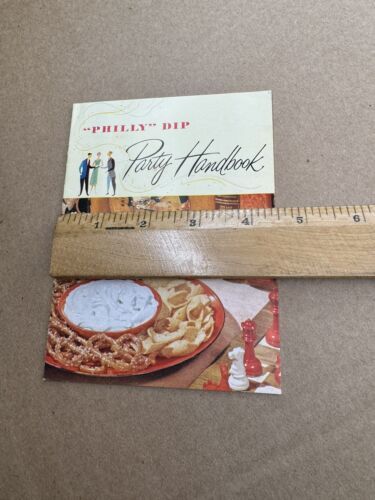 "PHILLY" DIP
Party Handbook
1 2 3 4 5 6